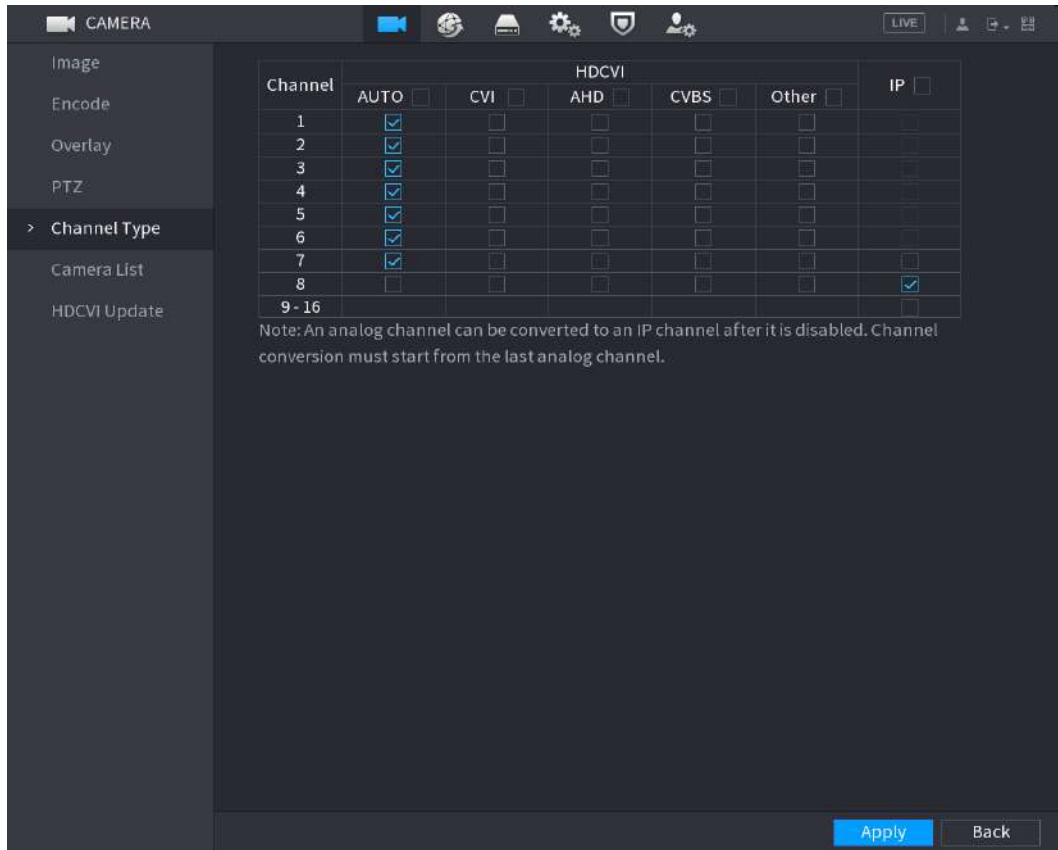 CAMERA
LIVE
Image
Encode
Overlay
PTZ
> Channel Type
Camera List
HDCVI Update
Channel HDCVI IP
AUTO CVI AHD CVBS Other
1
2
3
4
5
6
7
8
9 - 16
Note: An analog channel can be converted to an IP channel after it is disabled. Channel
conversion must start from the last analog channel.
Apply Back